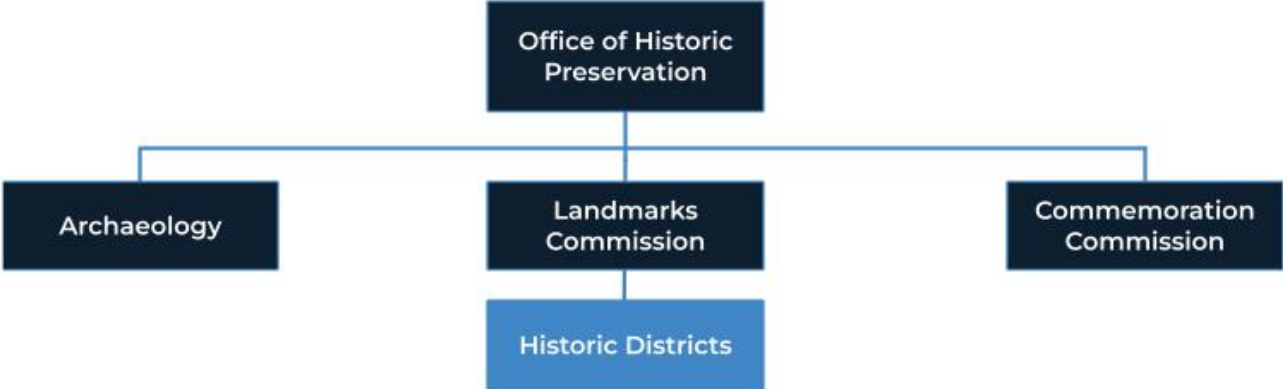 Office of Historic
Preservation
Archaeology
Landmarks
Commission
Commemoration
Commission
Historic Districts